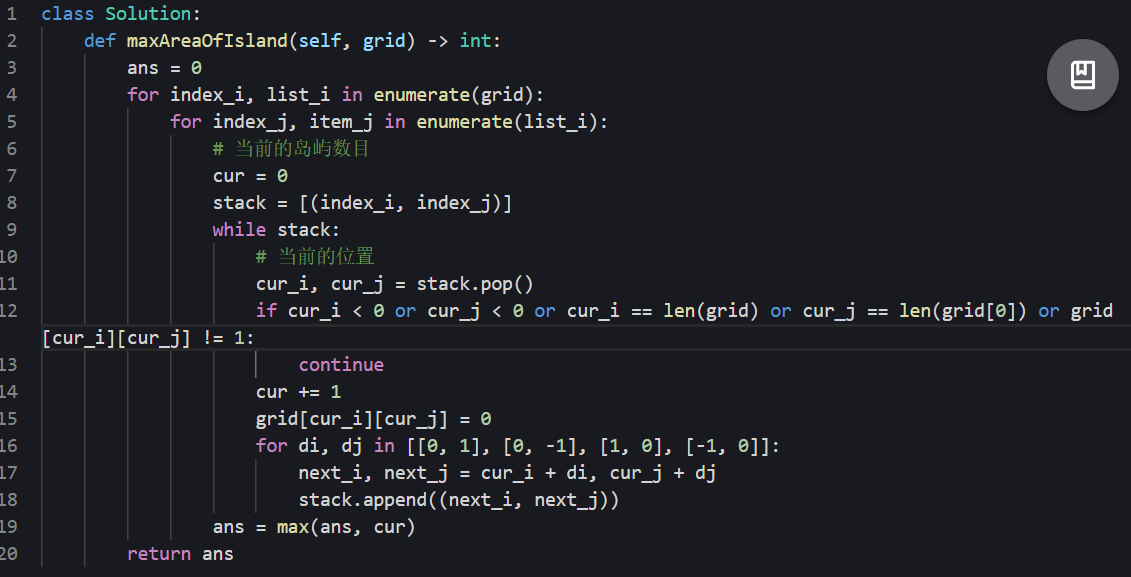 1 class Solution:
2 def maxAreaOfIsland(self, grid) -> int:
3 ans = 0
4 for index_i, list_i in enumerate(grid):
5 for index_j, item_j in enumerate(list_i):
6 # 当前的岛屿数目
7 cur = 0
8 stack = [(index_i, index_j)]
9 while stack:
10 # 当前的位置
11 cur_i, cur_j = stack.pop()
12 if cur_i < 0 or cur_j < 0 or cur_i == len(grid) or cur_j == len(grid[0]) or grid
[cur_i][cur_j] != 1:
13 continue
14 cur += 1
15 grid[cur_i][cur_j] = 0
16 for di, dj in [[0, 1], [0, -1], [1, 0], [-1, 0]]:
17 next_i, next_j = cur_i + di, cur_j + dj
18 stack.append((next_i, next_j))
19 ans = max(ans, cur)
20 return ans